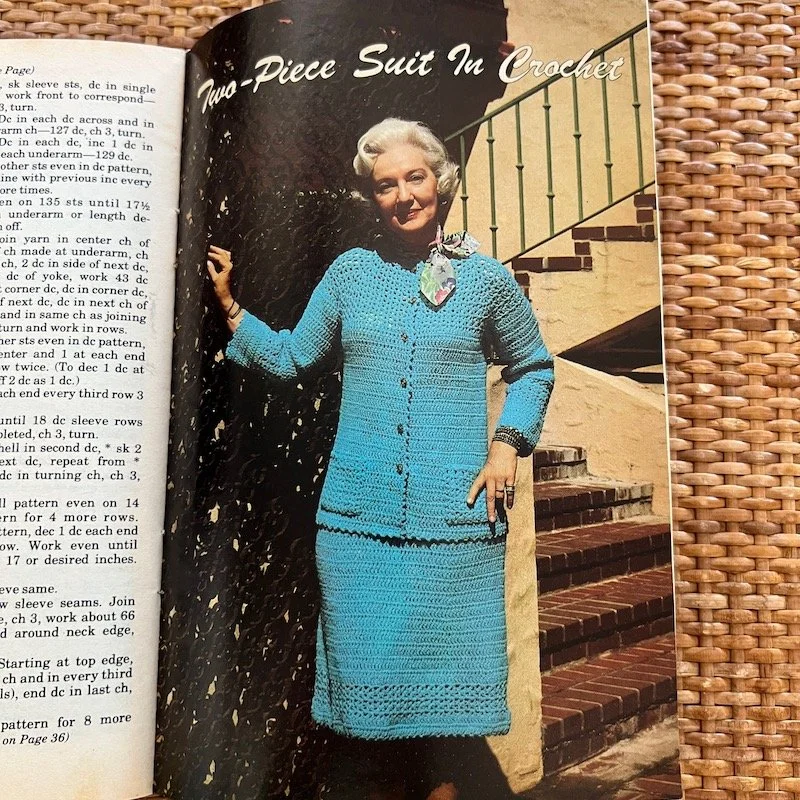 Page)
, sk sleeve sts, dc in single
work front to correspond—
3, turn.
Dc in each dc across and in
arm ch—127 dc, ch 3, turn.
Dc in each dc, inc 1 dc in
each underarm—129 dc.
other sts even in dc pattern,
line with previous inc every
ore times.
en on 135 sts until 17½
underarm or length de-
n off.
oin yarn in center ch of
f ch made at underarm, ch
ch, 2 dc in side of next dc,
dc of yoke, work 43 dc
t corner dc, dc in corner dc,
of next dc, dc in next ch of
and in same ch as joining
turn and work in rows.
her sts even in dc pattern,
enter and 1 at each end
ow twice. (To dec 1 dc at
ff 2 dc as 1 dc.)
ach end every third row 3
until 18 dc sleeve rows
pleted, ch 3, turn.
hell in second dc, * sk 2
ext dc, repeat from *
dc in turning ch, ch 3,
ll pattern even on 14
ern for 4 more rows.
ttern, dec 1 dc each end
ow. Work even until
17 or desired inches.
eve same.
w sleeve seams. Join
e, ch 3, work about 66
d around neck edge,
Starting at top edge,
ch and in every third
ls), end dc in last ch,
pattern for 8 more
on Page 36)
Two-Piece Suit In Crochet